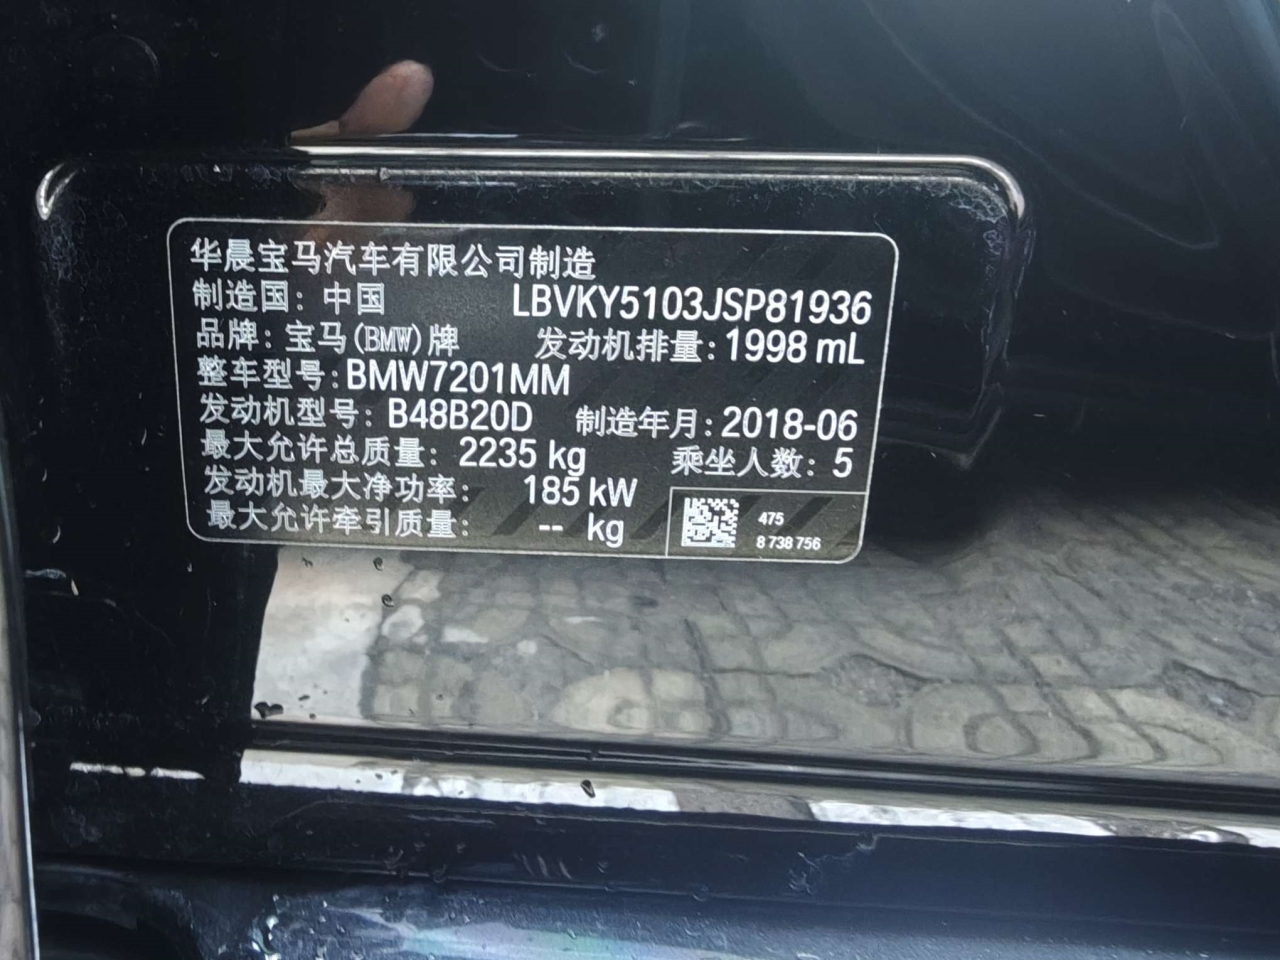 华晨宝马汽车有限公司制造
制造国: 中国 LBVKY5103JSP81936
品牌: 宝马(BMW)牌 发动机排量: 1998 mL
整车型号: BMW7201MM
发动机型号: B48B20D 制造年月: 2018-06
最大允许总质量: 2235 kg 乘坐人数: 5
发动机最大净功率: 185 kW
最大允许牵引质量: -- kg
475
8 738 756